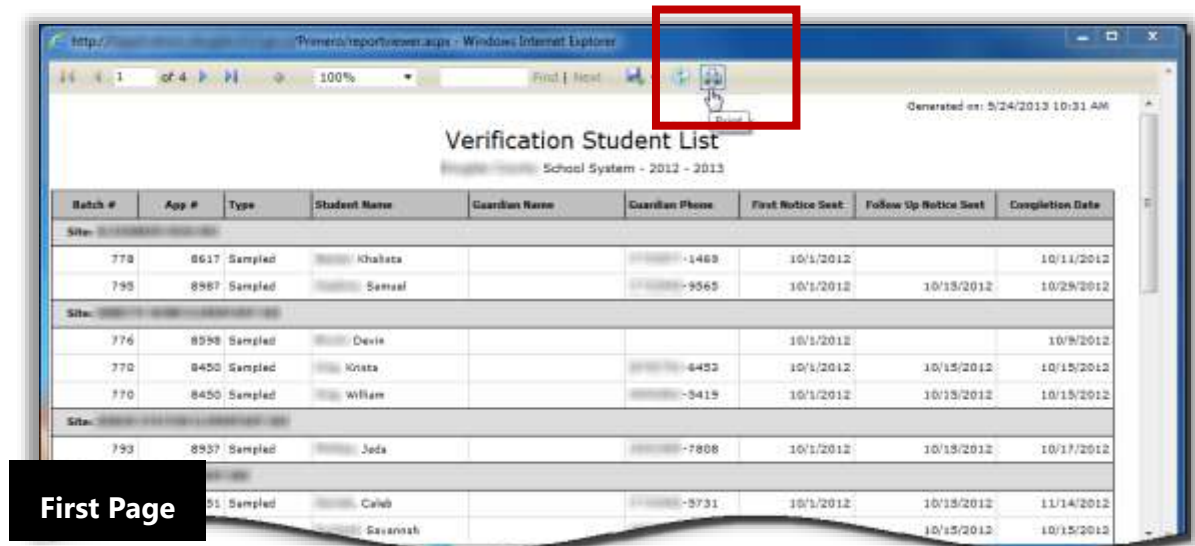 http:/ /Primero/reportviewer.aspx - Windows Internet Explorer
1 of 4 100% Find | Next
Print
Generated on: 9/24/2013 10:31 AM
Verification Student List
School System - 2012 - 2013
Batch # App # Type Student Name Guardian Name Guardian Phone First Notice Sent Follow Up Notice Sent Completion Date
Site:
778 8617 Sampled -1469 10/1/2012 10/11/2012
795 8987 Sampled Samual -9565 10/1/2012 10/15/2012 10/29/2012
Site:
776 8598 Sampled Devin 10/1/2012 10/9/2012
770 8450 Sampled Krista -6453 10/1/2012 10/15/2012 10/15/2012
770 8450 Sampled William -5419 10/1/2012 10/15/2012 10/15/2012
Site:
793 8937 Sampled Jada -7808 10/1/2012 10/15/2012 10/17/2012
51 Sampled Caleb -5731 10/1/2012 10/15/2012 11/14/2012
Savannah 10/15/2012 10/15/2012
First Page